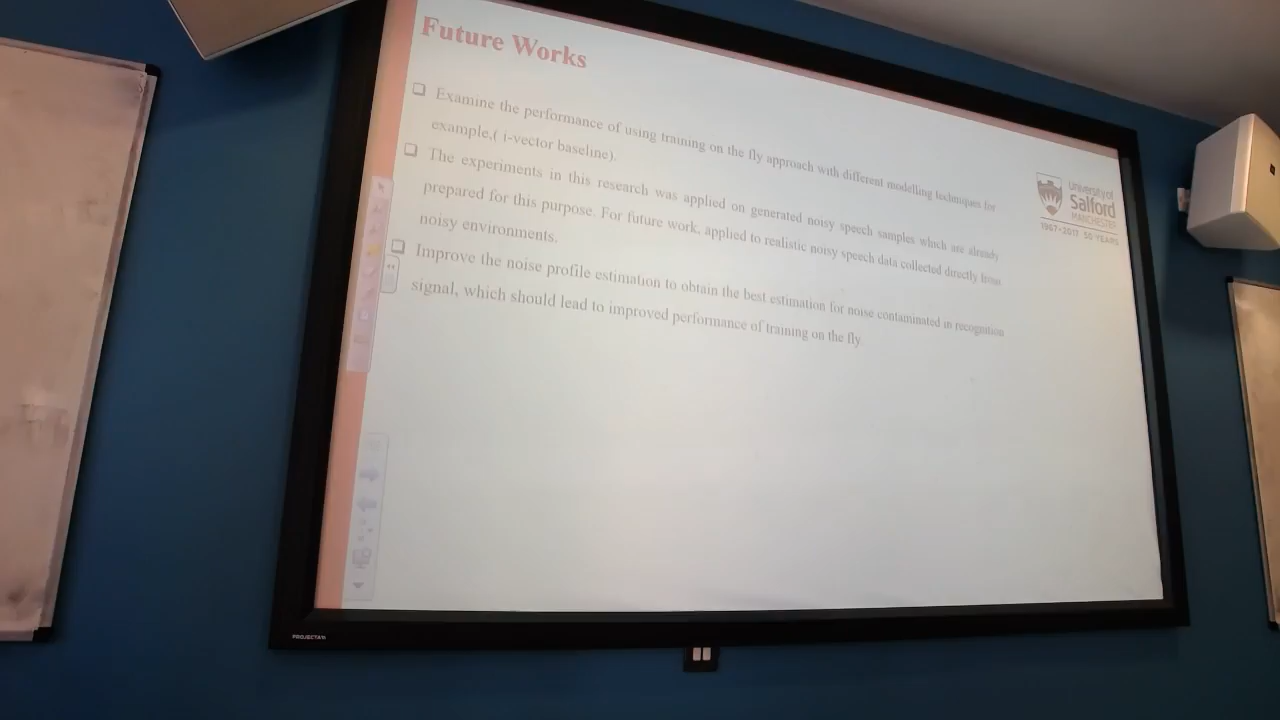 Future Works
Examine the performance of using training on the fly approach with different modelling techniques for
example,( i-vector baseline).
The experiments in this research was applied on generated noisy speech samples which are already
prepared for this purpose. For future work, applied to realistic noisy speech data collected directly from
noisy environments.
Improve the noise profile estimation to obtain the best estimation for noise contaminated in recognition
signal, which should lead to improved performance of training on the fly.
University of
Salford
MANCHESTER
1967-2017 50 YEARS
PROJECTA